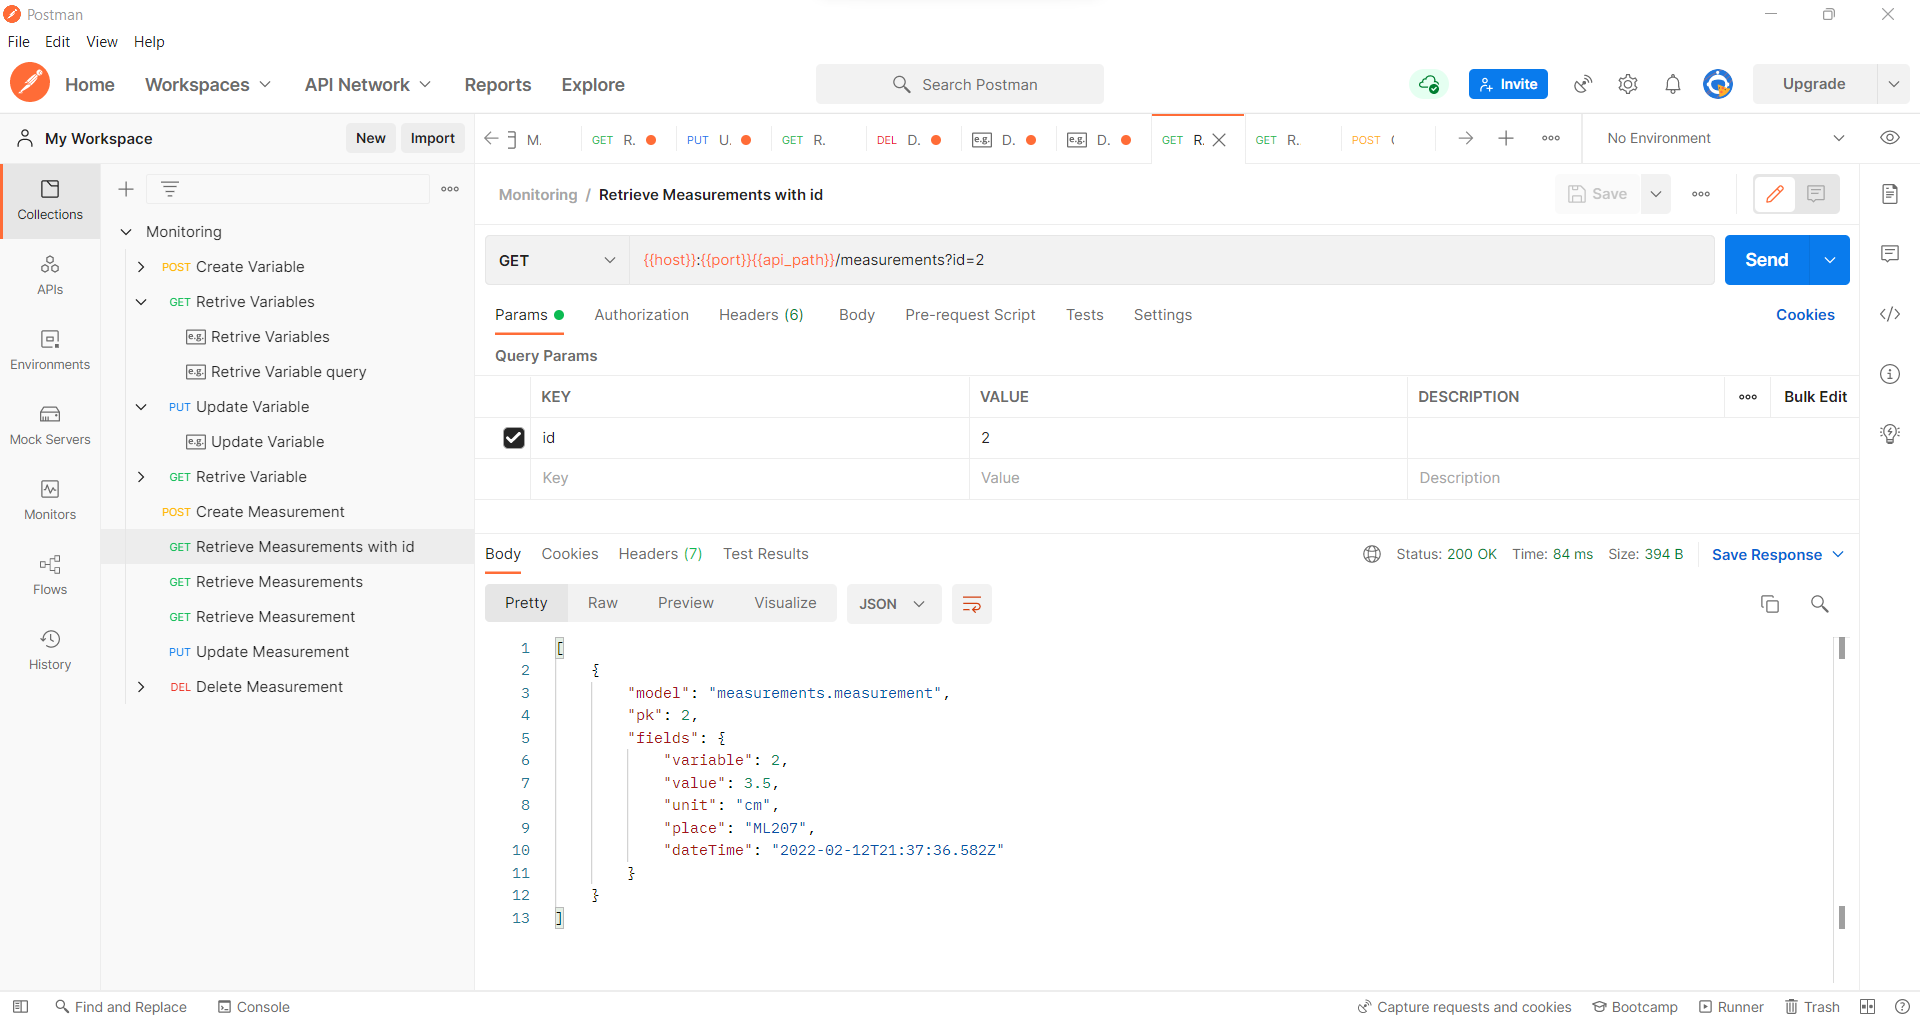 Postman
File Edit View Help
Home Workspaces API Network Reports Explore Search Postman Invite Upgrade
My Workspace New Import M. GET R. PUT U. GET R. DEL D. e.g. D. e.g. D. GET R. GET R. POST No Environment
Collections
APIs
Environments
Mock Servers
Monitors
Flows
History
Monitoring
POST Create Variable
GET Retrive Variables
e.g. Retrive Variables
e.g. Retrive Variable query
PUT Update Variable
e.g. Update Variable
GET Retrive Variable
POST Create Measurement
GET Retrieve Measurements with id
GET Retrieve Measurements
GET Retrieve Measurement
PUT Update Measurement
DEL Delete Measurement
Monitoring / Retrieve Measurements with id Save
GET {{host}}:{{port}}{{api_path}}/measurements?id=2 Send
Params Authorization Headers (6) Body Pre-request Script Tests Settings Cookies
Query Params
KEY VALUE DESCRIPTION Bulk Edit
id 2
Key Value Description
Body Cookies Headers (7) Test Results Status: 200 OK Time: 84 ms Size: 394 B Save Response
Pretty Raw Preview Visualize JSON
1 [
2 {
3 "model": "measurements.measurement",
4 "pk": 2,
5 "fields": {
6 "variable": 2,
7 "value": 3.5,
8 "unit": "cm",
9 "place": "ML207",
10 "dateTime": "2022-02-12T21:37:36.582Z"
11 }
12 }
13 ]
Find and Replace Console Capture requests and cookies Bootcamp Runner Trash